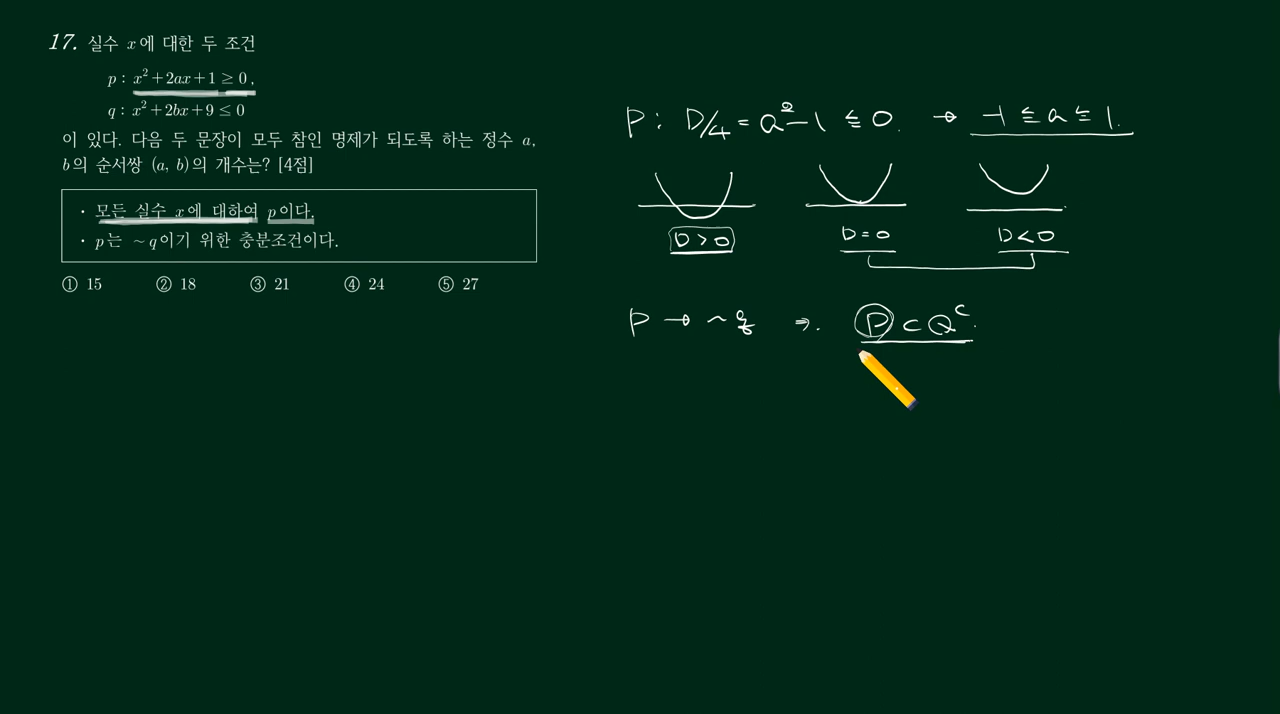 17. 실수 x에 대한 두 조건
p : x²+2ax+1 ≥ 0,
q : x²+2bx+9 ≤ 0
이 있다. 다음 두 문장이 모두 참인 명제가 되도록 하는 정수 a,
b의 순서쌍 (a, b)의 개수는? [4점]
· 모든 실수 x에 대하여 p이다.
· p는 ~q이기 위한 충분조건이다.
① 15 ② 18 ③ 21 ④ 24 ⑤ 27
P : D/4 = a²-1 ≦ 0. → -1 ≦ a ≦ 1.
D > 0 D = 0 D < 0
P → ~q ⇒. P ⊂ Q^c.